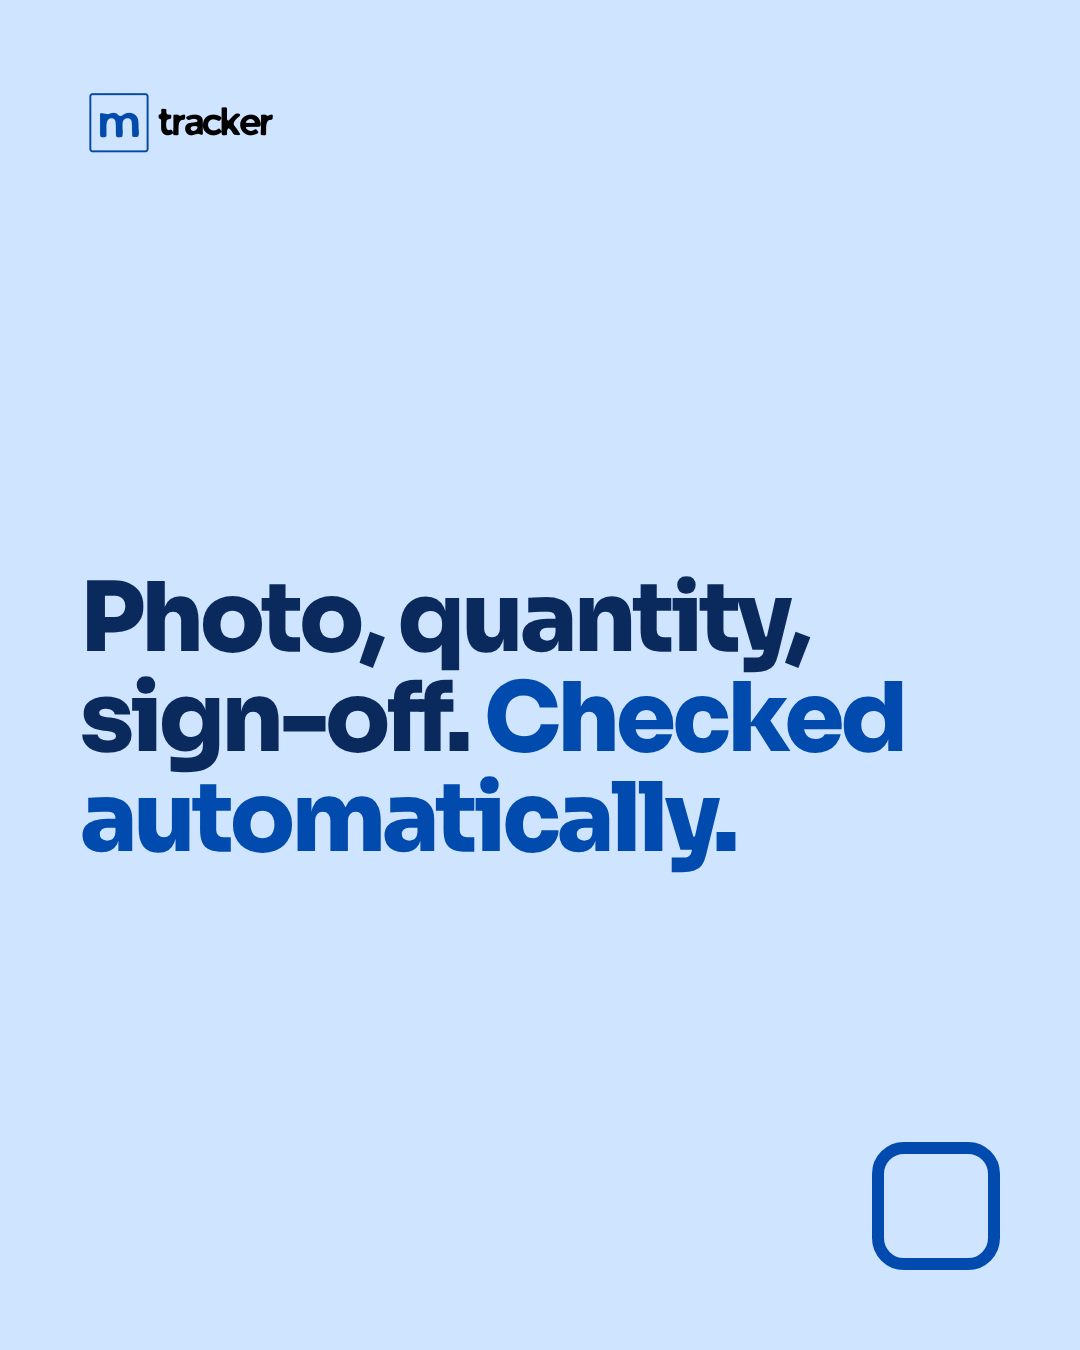 m tracker
Photo, quantity,
sign-off. Checked
automatically.